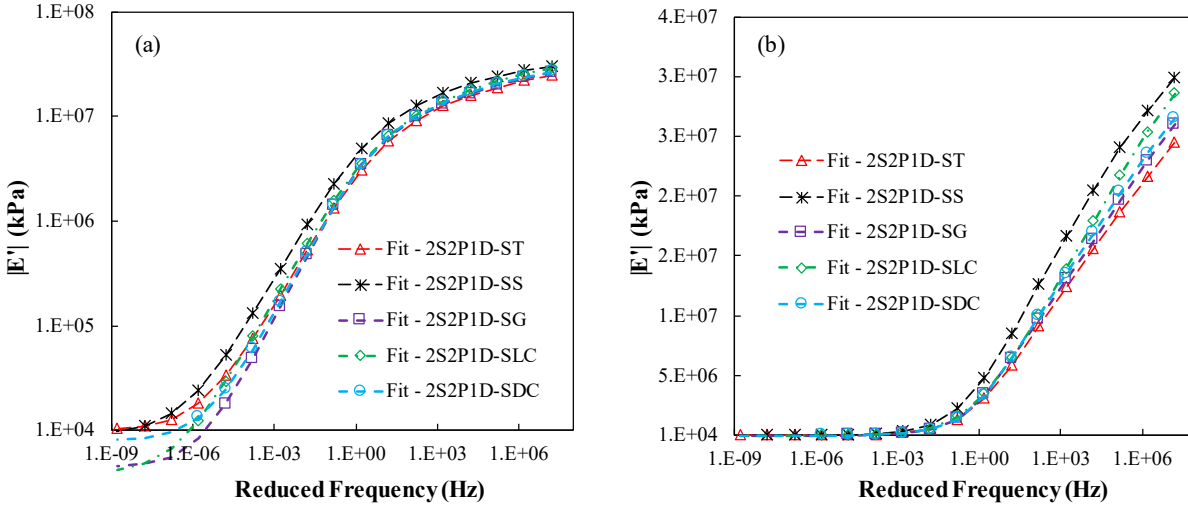 (a)
1.E+08
1.E+07
1.E+06
1.E+05
1.E+04
|E'| (kPa)
Fit - 2S2P1D-ST
Fit - 2S2P1D-SS
Fit - 2S2P1D-SG
Fit - 2S2P1D-SLC
Fit - 2S2P1D-SDC
1.E-09 1.E-06 1.E-03 1.E+00 1.E+03 1.E+06
Reduced Frequency (Hz)
(b)
4.E+07
3.E+07
3.E+07
2.E+07
2.E+07
1.E+07
5.E+06
1.E+04
|E'| (kPa)
Fit - 2S2P1D-ST
Fit - 2S2P1D-SS
Fit - 2S2P1D-SG
Fit - 2S2P1D-SLC
Fit - 2S2P1D-SDC
1.E-09 1.E-06 1.E-03 1.E+00 1.E+03 1.E+06
Reduced Frequency (Hz)